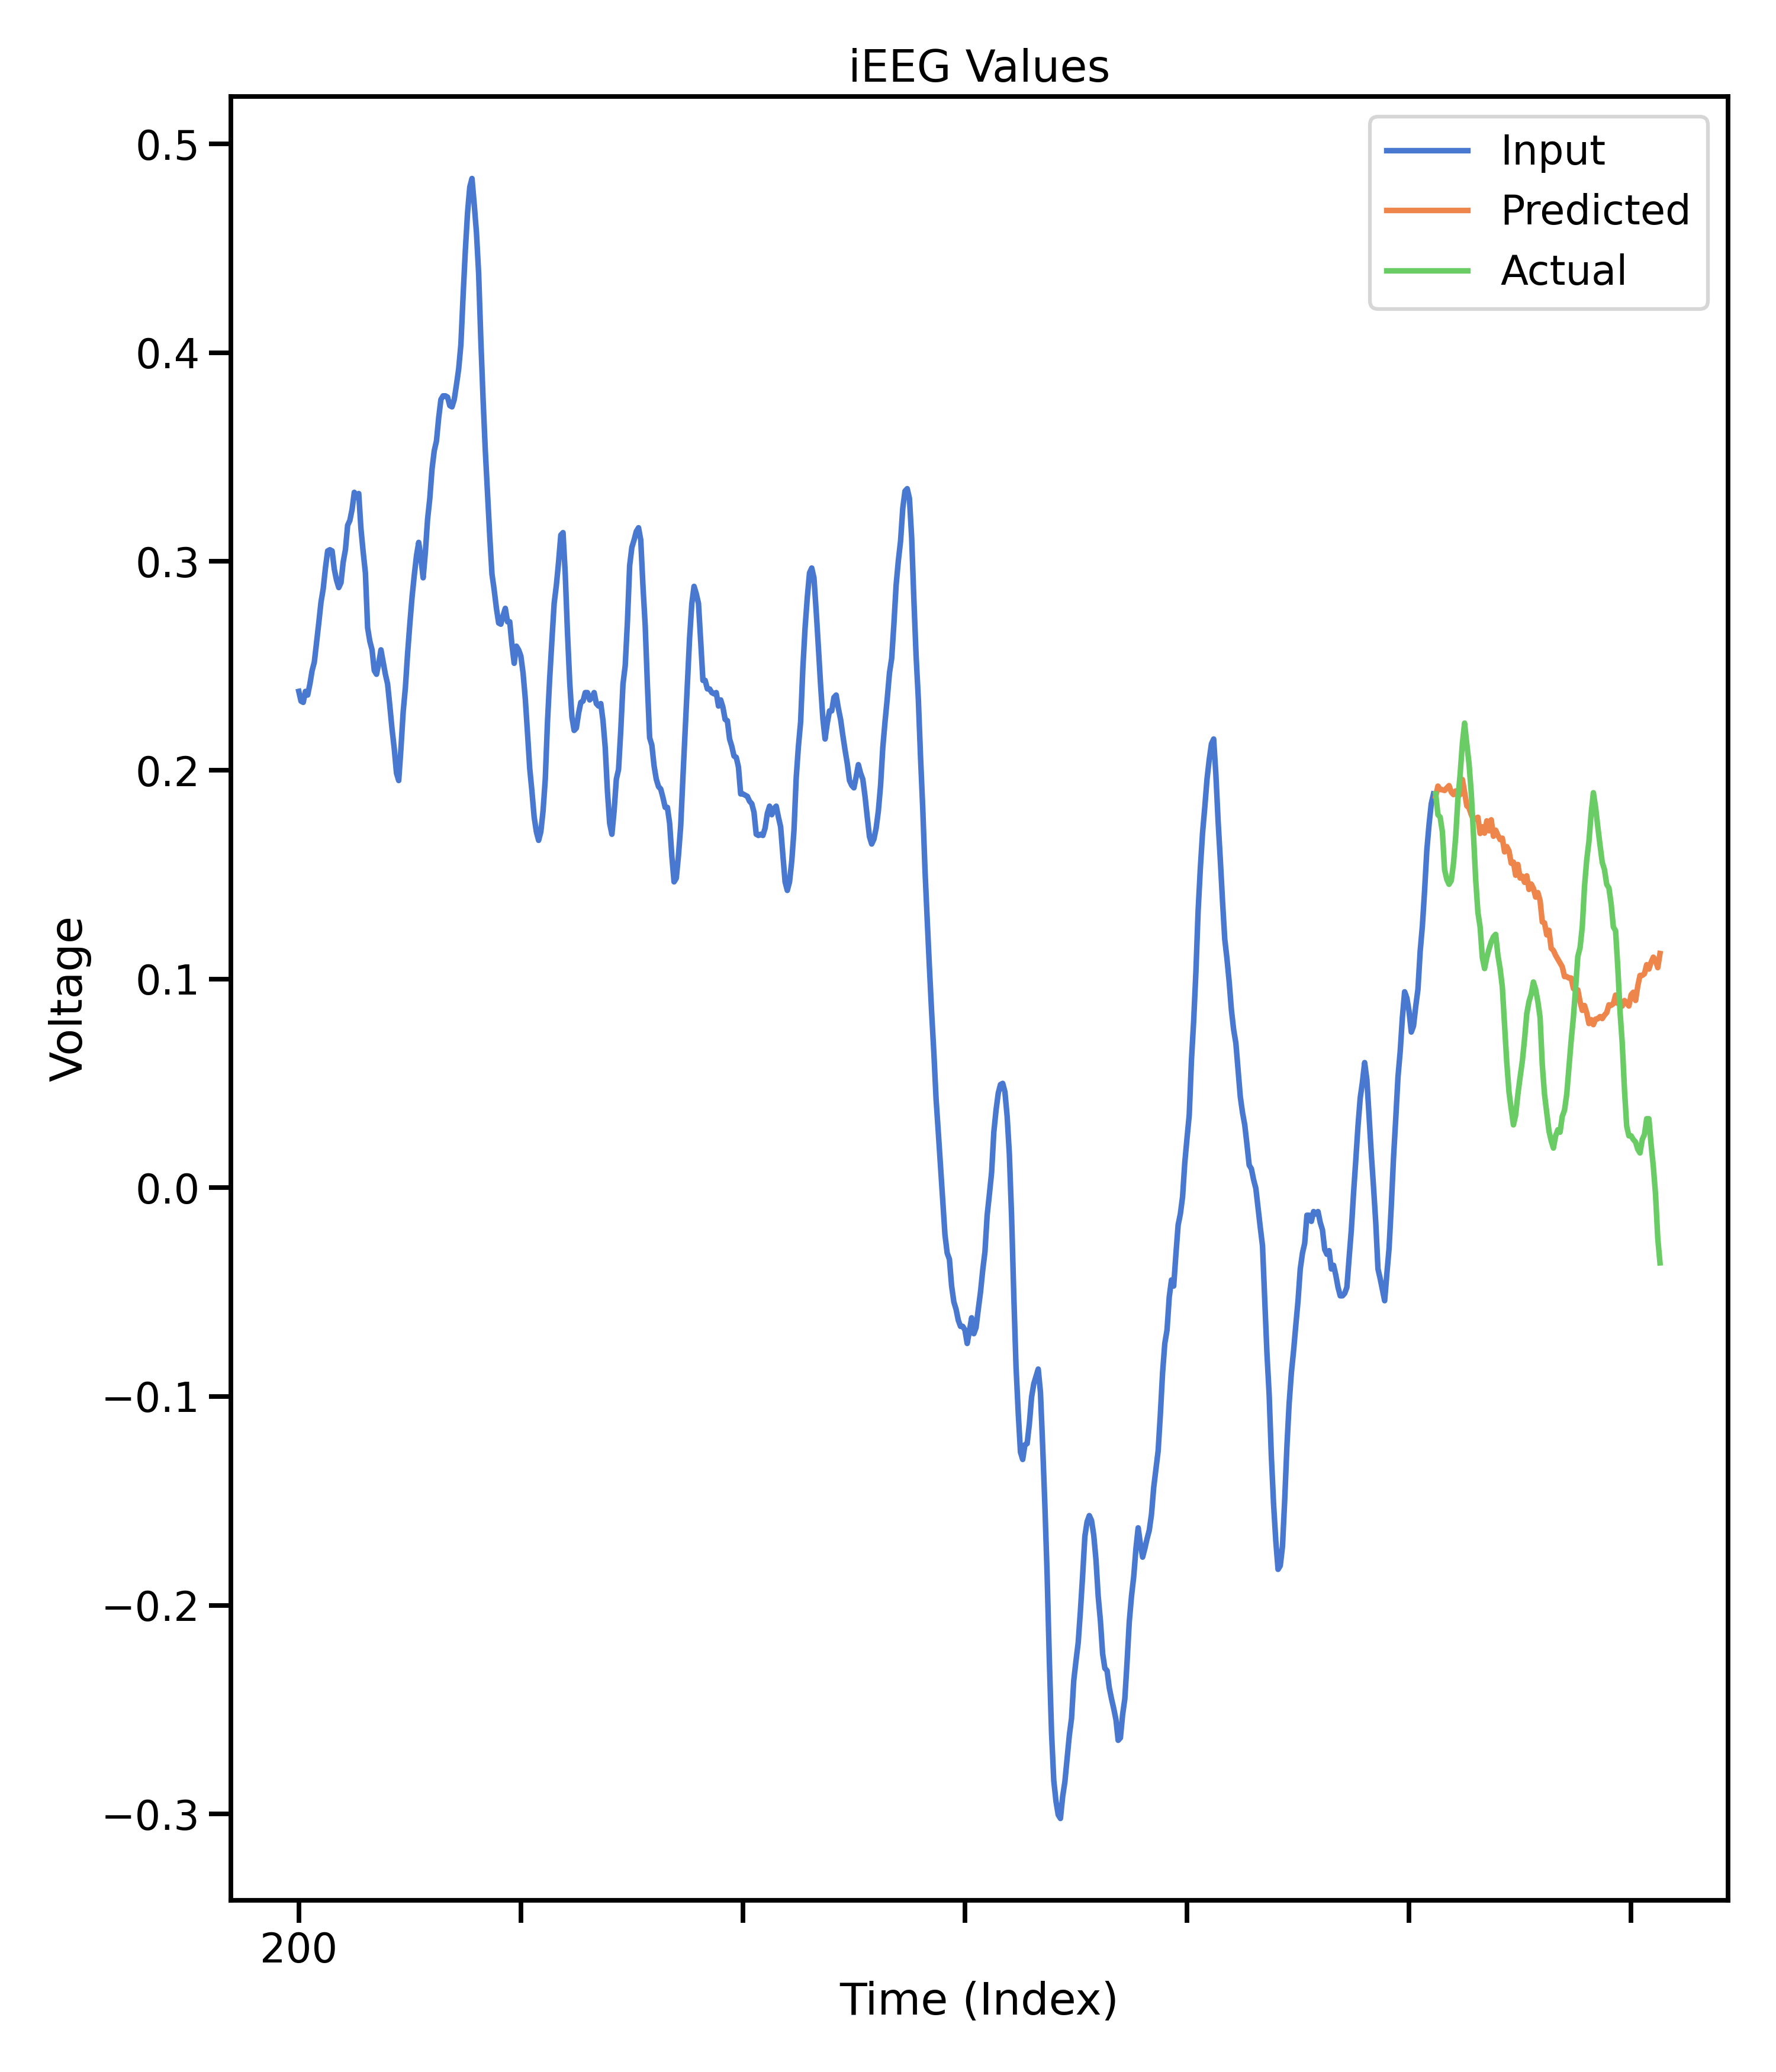 iEEG Values
Input
Predicted
Actual
0.5
0.4
0.3
0.2
0.1
0.0
−0.1
−0.2
−0.3
Voltage
200
Time (Index)